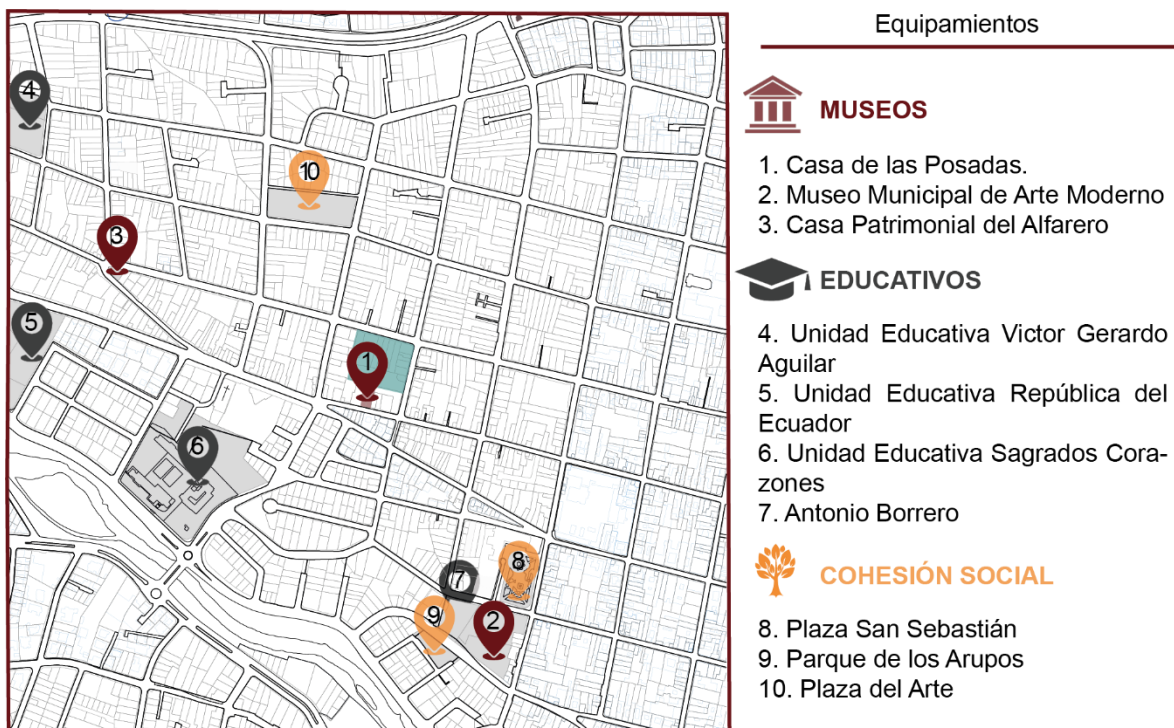 Equipamientos
MUSEOS
1. Casa de las Posadas.
2. Museo Municipal de Arte Moderno
3. Casa Patrimonial del Alfarero
EDUCATIVOS
4. Unidad Educativa Victor Gerardo
Aguilar
5. Unidad Educativa República del
Ecuador
6. Unidad Educativa Sagrados Cora-
zones
7. Antonio Borrero
COHESIÓN SOCIAL
8. Plaza San Sebastián
9. Parque de los Arupos
10. Plaza del Arte
4
10
3
5
1
6
8
7
9
2